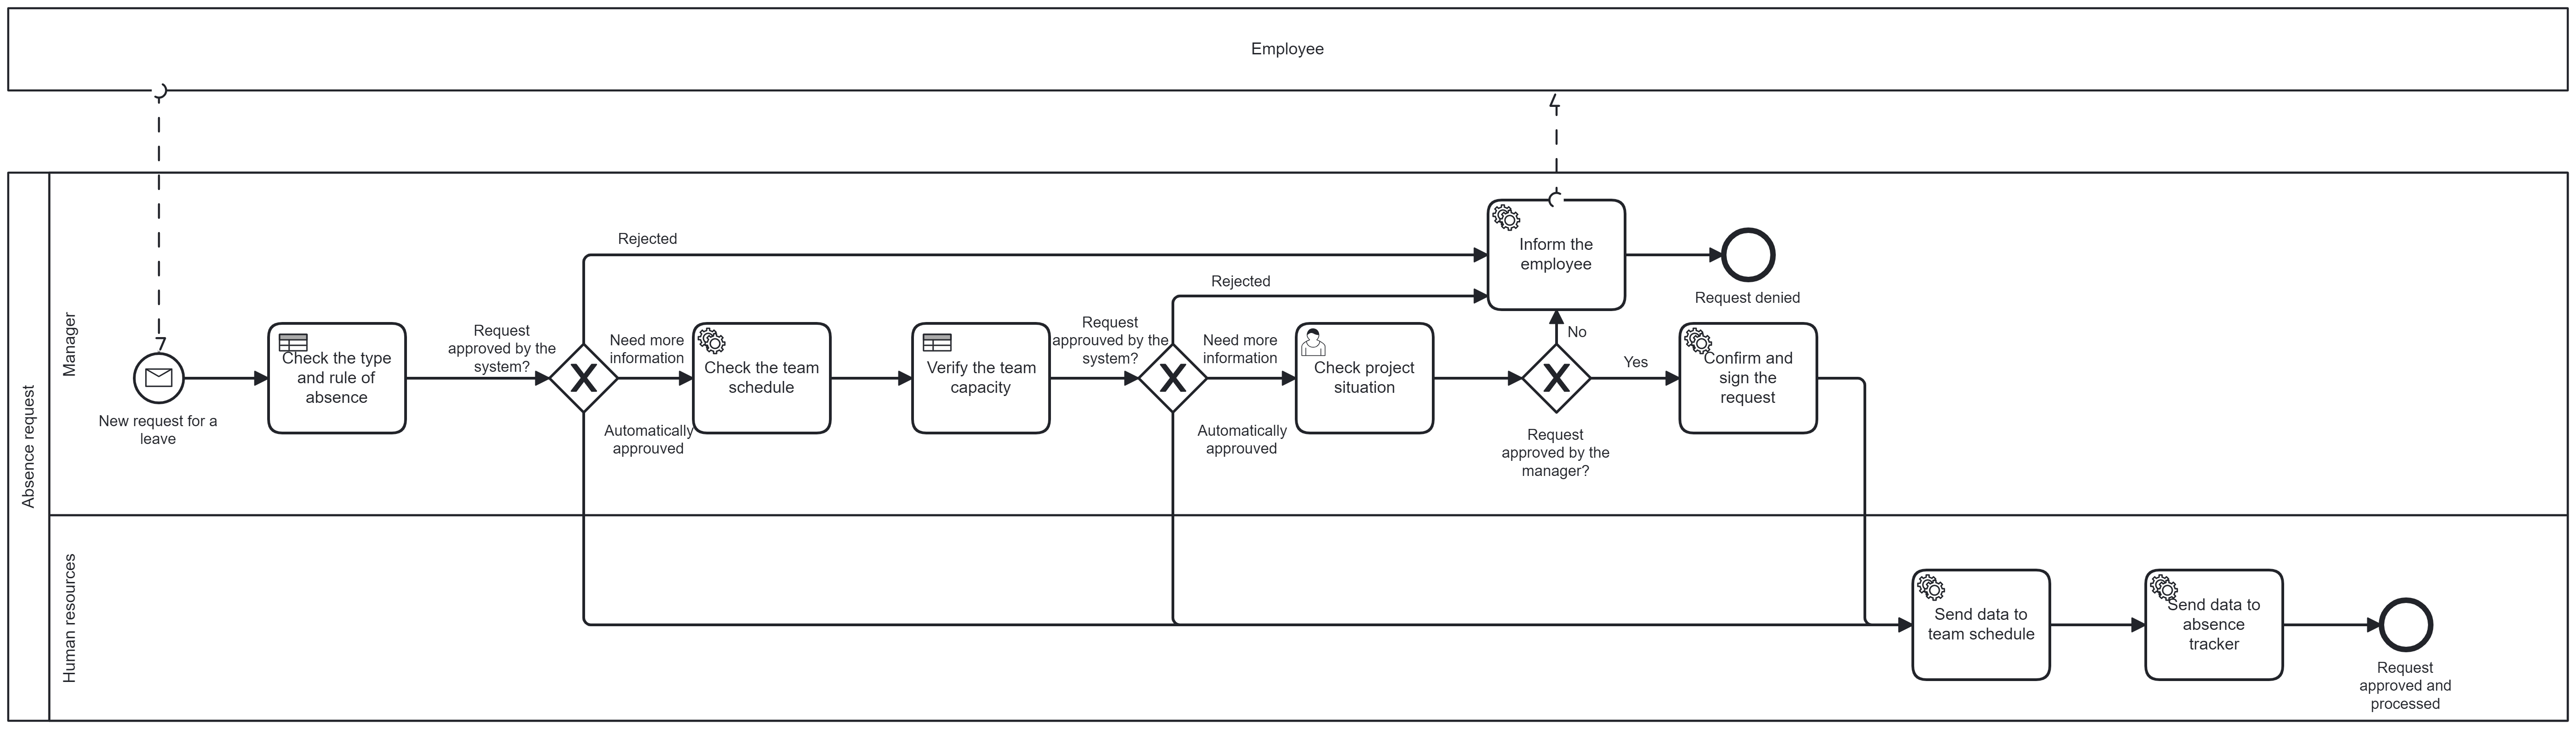 Employee
Absence request
Manager
Human resources
New request for a
leave
Check the type
and rule of
absence
Request
approved by the
system?
Rejected
Need more
information
Automatically
approuved
Check the team
schedule
Verify the team
capacity
Request
approuved by the
system?
Rejected
Need more
information
Automatically
approuved
Check project
situation
Request
approved by the
manager?
No
Yes
Inform the
employee
Request denied
Confirm and
sign the
request
Send data to
team schedule
Send data to
absence
tracker
Request
approved and
processed